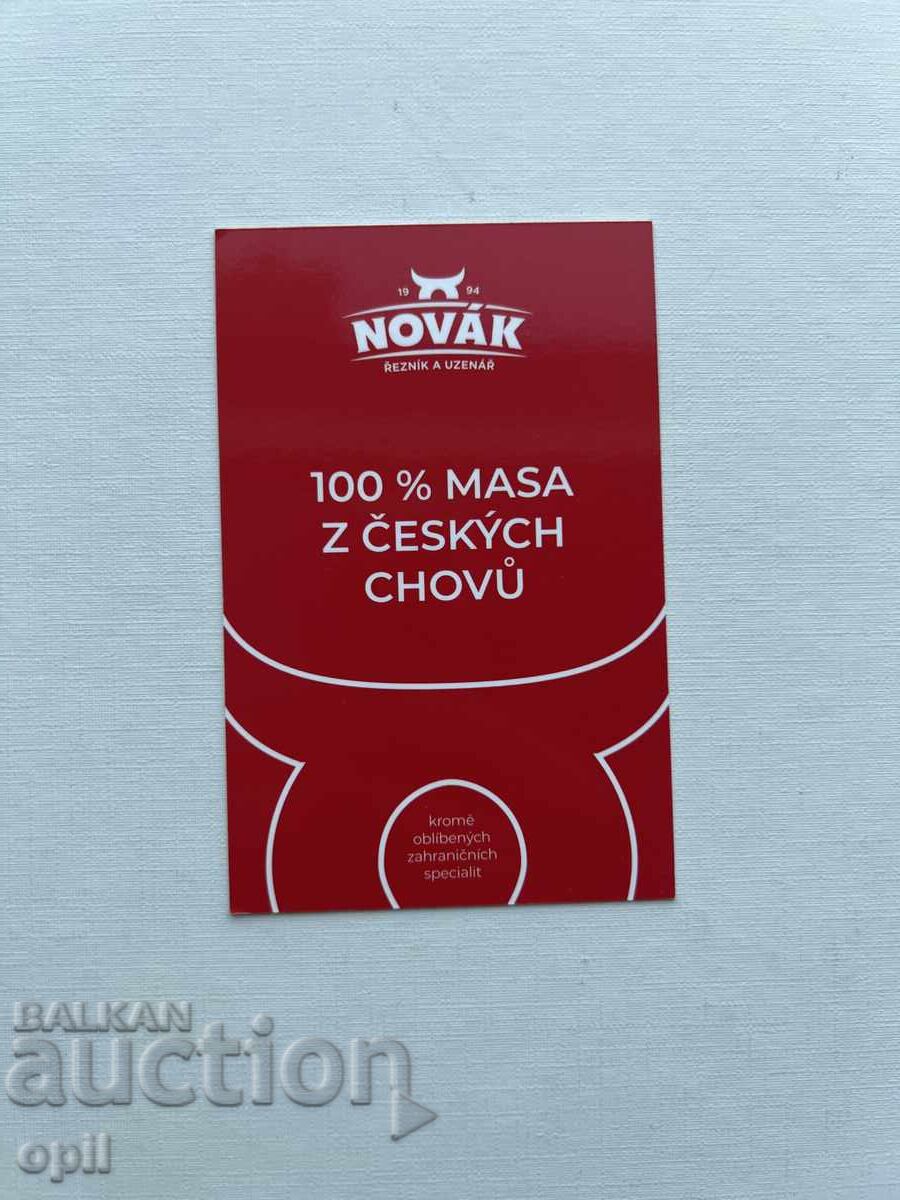 19 94
NOVÁK
ŘEZNÍK A UZENÁŘ
100 % MASA
Z ČESKÝCH
CHOVŮ
kromě
oblíbených
zahraničních
specialit
BALKAN
auction
opil